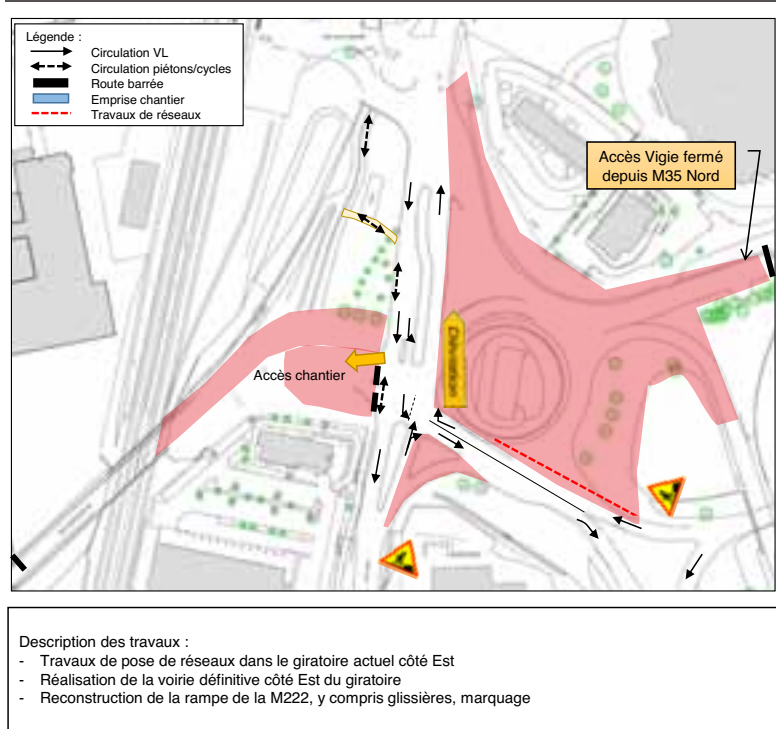 Légende :
Circulation VL
Circulation piétons/cycles
Route barrée
Emprise chantier
Travaux de réseaux
Accès Vigie fermé
depuis M35 Nord
Déviation
Accès chantier
Description des travaux :
- Travaux de pose de réseaux dans le giratoire actuel côté Est
- Réalisation de la voirie définitive côté Est du giratoire
- Reconstruction de la rampe de la M222, y compris glissières, marquage